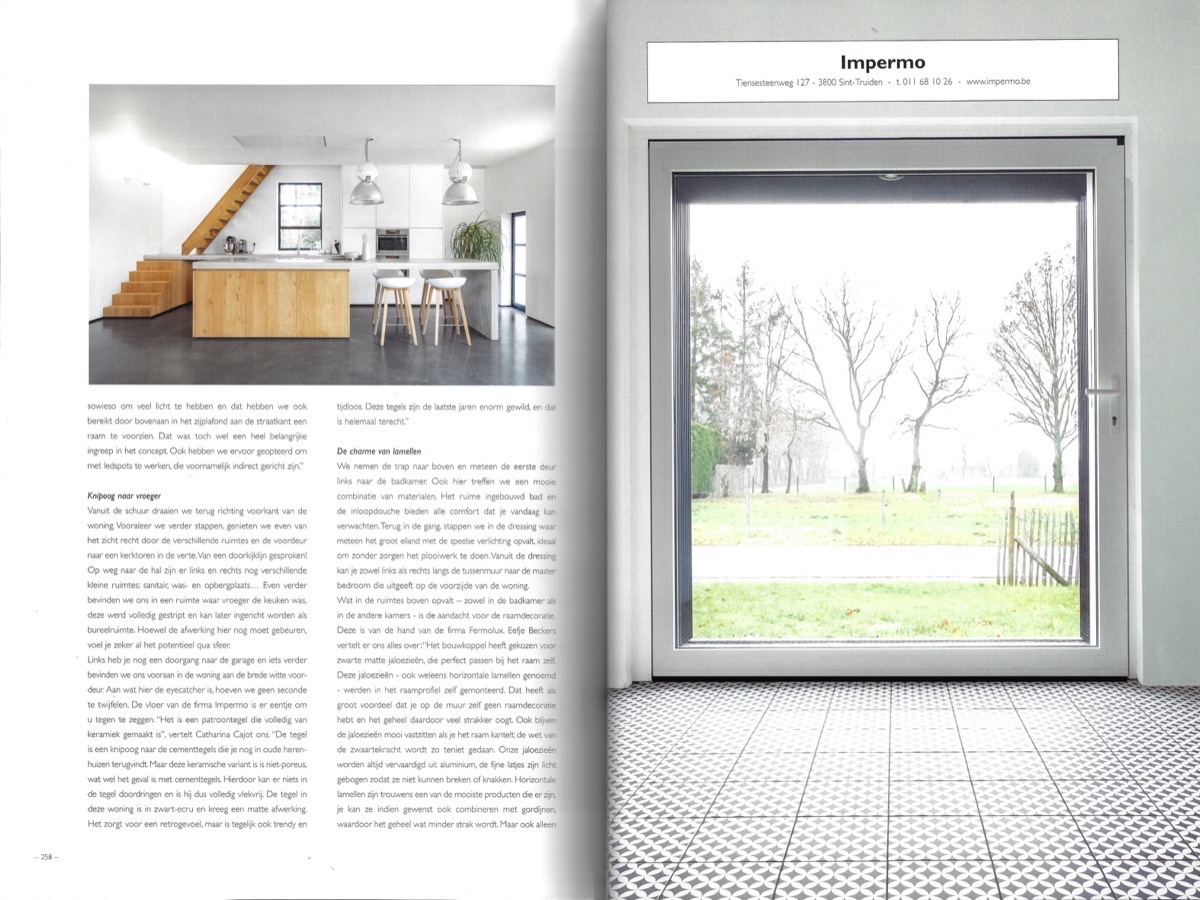 sowieso om veel licht te hebben en dat hebben we ook
bereikt door bovenaan in het zijplafond aan de straatkant een
raam te voorzien. Dat was toch wel een heel belangrijke
ingreep in het concept. Ook hebben we ervoor geopteerd om
met ledspots te werken, die voornamelijk indirect gericht zijn."
Knipoog naar vroeger
Vanuit de schuur draaien we terug richting voorkant van de
woning. Vooraleer we verder stappen, genieten we even van
het zicht recht door de verschillende ruimtes en de voordeur
naar een kerktoren in de verte. Van een doorkijklijn gesproken!
Op weg naar de hal zijn er links en rechts nog verschillende
kleine ruimtes: sanitair, was- en opbergplaats… Even verder
bevinden we ons in een ruimte waar vroeger de keuken was,
deze werd volledig gestript en kan later ingericht worden als
bureelruimte. Hoewel de afwerking hier nog moet gebeuren,
voel je zeker al het potentieel qua sfeer.
Links heb je nog een doorgang naar de garage en iets verder
bevinden we ons vooraan in de woning aan de brede witte voor-
deur. Aan wat hier de eyecatcher is, hoeven we geen seconde
te twijfelen. De vloer van de firma Impermo is er eentje om
u tegen te zeggen. "Het is een patroontegel die volledig van
keramiek gemaakt is", vertelt Catharina Cajot ons. "De tegel
is een knipoog naar de cementtegels die je nog in oude heren-
huizen terugvindt. Maar deze keramische variant is is niet-poreus,
wat wel het geval is met cementtegels. Hierdoor kan er niets in
de tegel doordringen en is hij dus volledig vlekvrij. De tegel in
deze woning is in zwart-ecru en kreeg een matte afwerking.
Het zorgt voor een retrogevoel, maar is tegelijk ook trendy en
– 258 –
tijdloos. Deze tegels zijn de laatste jaren enorm gewild, en dat
is helemaal terecht."
De charme van lamellen
We nemen de trap naar boven en meteen de eerste deur
links naar de badkamer. Ook hier treffen we een mooie
combinatie van materialen. Het ruime ingebouwd bad en
de inloopdouche bieden alle comfort dat je vandaag kan
verwachten. Terug in de gang, stappen we in de dressing waar
meteen het groot eiland met de speelse verlichting opvalt, ideaal
om zonder zorgen het plooiwerk te doen. Vanuit de dressing
kan je zowel links als rechts langs de tussenmuur naar de master
bedroom die uitgeeft op de voorzijde van de woning.
Wat in de ruimtes boven opvalt – zowel in de badkamer als
in de andere kamers - is de aandacht voor de raamdecoratie.
Deze is van de hand van de firma Fermolux. Eefje Beckers
vertelt er ons alles over: "Het bouwkoppel heeft gekozen voor
zwarte matte jaloezieën, die perfect passen bij het raam zelf.
Deze jaloezieën - ook weleens horizontale lamellen genoemd
- werden in het raamprofiel zelf gemonteerd. Dat heeft als
groot voordeel dat je op de muur zelf geen raamdecoratie
hebt en het geheel daardoor veel strakker oogt. Ook blijven
de jaloezieën mooi vastzitten als je het raam kantelt: de wet van
de zwaartekracht wordt zo teniet gedaan. Onze jaloezieën
worden altijd vervaardigd uit aluminium, de fijne latjes zijn licht
gebogen zodat ze niet kunnen breken of knakken. Horizontale
lamellen zijn trouwens een van de mooiste producten die er zijn,
je kan ze indien gewenst ook combineren met gordijnen,
waardoor het geheel wat minder strak wordt. Maar ook alleen
Impermo
Tiensesteenweg 127 - 3800 Sint-Truiden - t. 011 68 10 26 - www.impermo.be